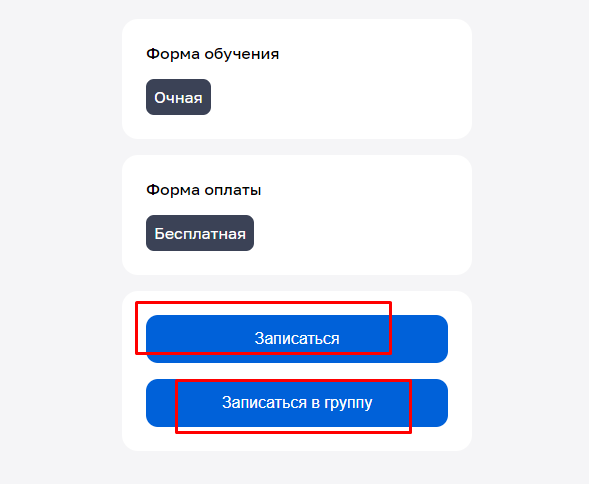 Форма обучения
Очная
Форма оплаты
Бесплатная
Записаться
Записаться в группу